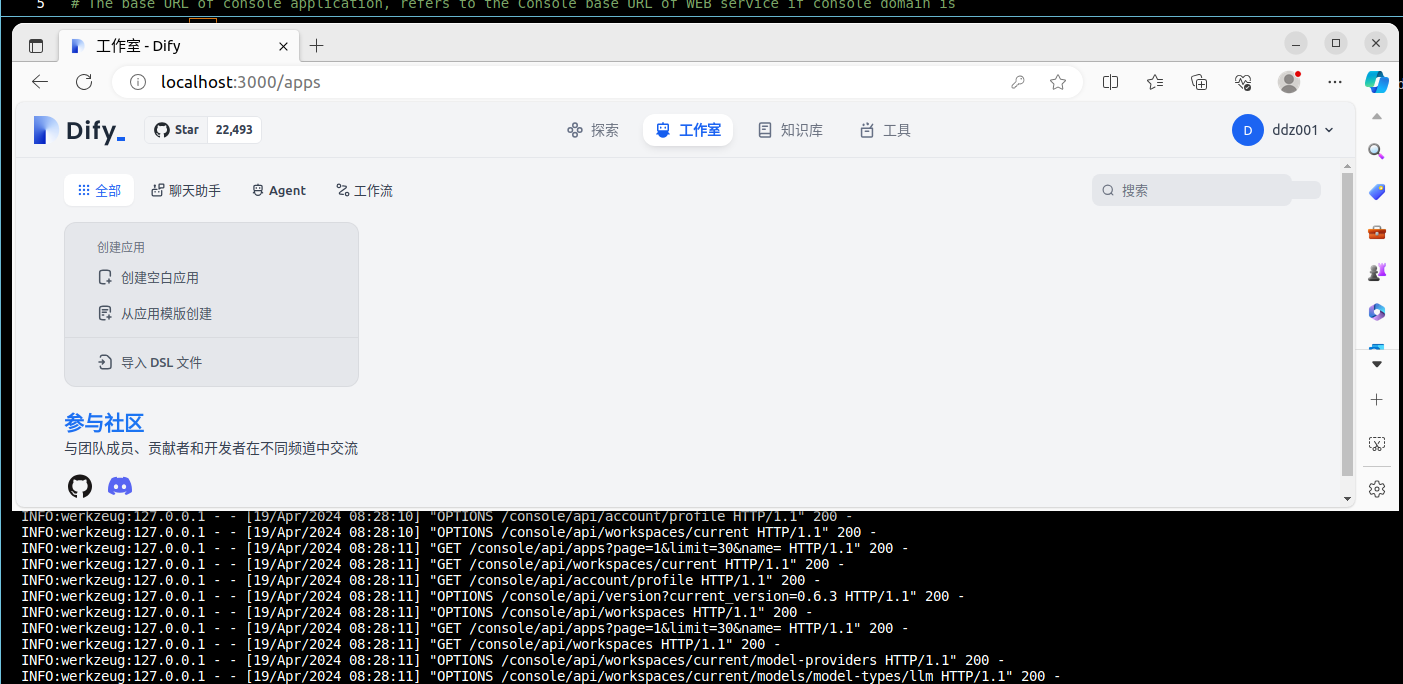 5 # The base URL of console application, refers to the Console base URL of WEB service if console domain is
工作室 - Dify
localhost:3000/apps
Dify_ Star 22,493 探索 工作室 知识库 工具 D ddz001
全部 聊天助手 Agent 工作流 搜索
创建应用
创建空白应用
从应用模版创建
导入 DSL 文件
参与社区
与团队成员、贡献者和开发者在不同频道中交流
INFO:werkzeug:127.0.0.1 - - [19/Apr/2024 08:28:10] "OPTIONS /console/api/account/profile HTTP/1.1" 200 -
INFO:werkzeug:127.0.0.1 - - [19/Apr/2024 08:28:10] "OPTIONS /console/api/workspaces/current HTTP/1.1" 200 -
INFO:werkzeug:127.0.0.1 - - [19/Apr/2024 08:28:11] "GET /console/api/apps?page=1&limit=30&name= HTTP/1.1" 200 -
INFO:werkzeug:127.0.0.1 - - [19/Apr/2024 08:28:11] "GET /console/api/workspaces/current HTTP/1.1" 200 -
INFO:werkzeug:127.0.0.1 - - [19/Apr/2024 08:28:11] "GET /console/api/account/profile HTTP/1.1" 200 -
INFO:werkzeug:127.0.0.1 - - [19/Apr/2024 08:28:11] "OPTIONS /console/api/version?current_version=0.6.3 HTTP/1.1" 200 -
INFO:werkzeug:127.0.0.1 - - [19/Apr/2024 08:28:11] "OPTIONS /console/api/workspaces HTTP/1.1" 200 -
INFO:werkzeug:127.0.0.1 - - [19/Apr/2024 08:28:11] "GET /console/api/apps?page=1&limit=30&name= HTTP/1.1" 200 -
INFO:werkzeug:127.0.0.1 - - [19/Apr/2024 08:28:11] "GET /console/api/workspaces HTTP/1.1" 200 -
INFO:werkzeug:127.0.0.1 - - [19/Apr/2024 08:28:11] "OPTIONS /console/api/workspaces/current/model-providers HTTP/1.1" 200 -
INFO:werkzeug:127.0.0.1 - - [19/Apr/2024 08:28:11] "OPTIONS /console/api/workspaces/current/models/model-types/llm HTTP/1.1" 200 -